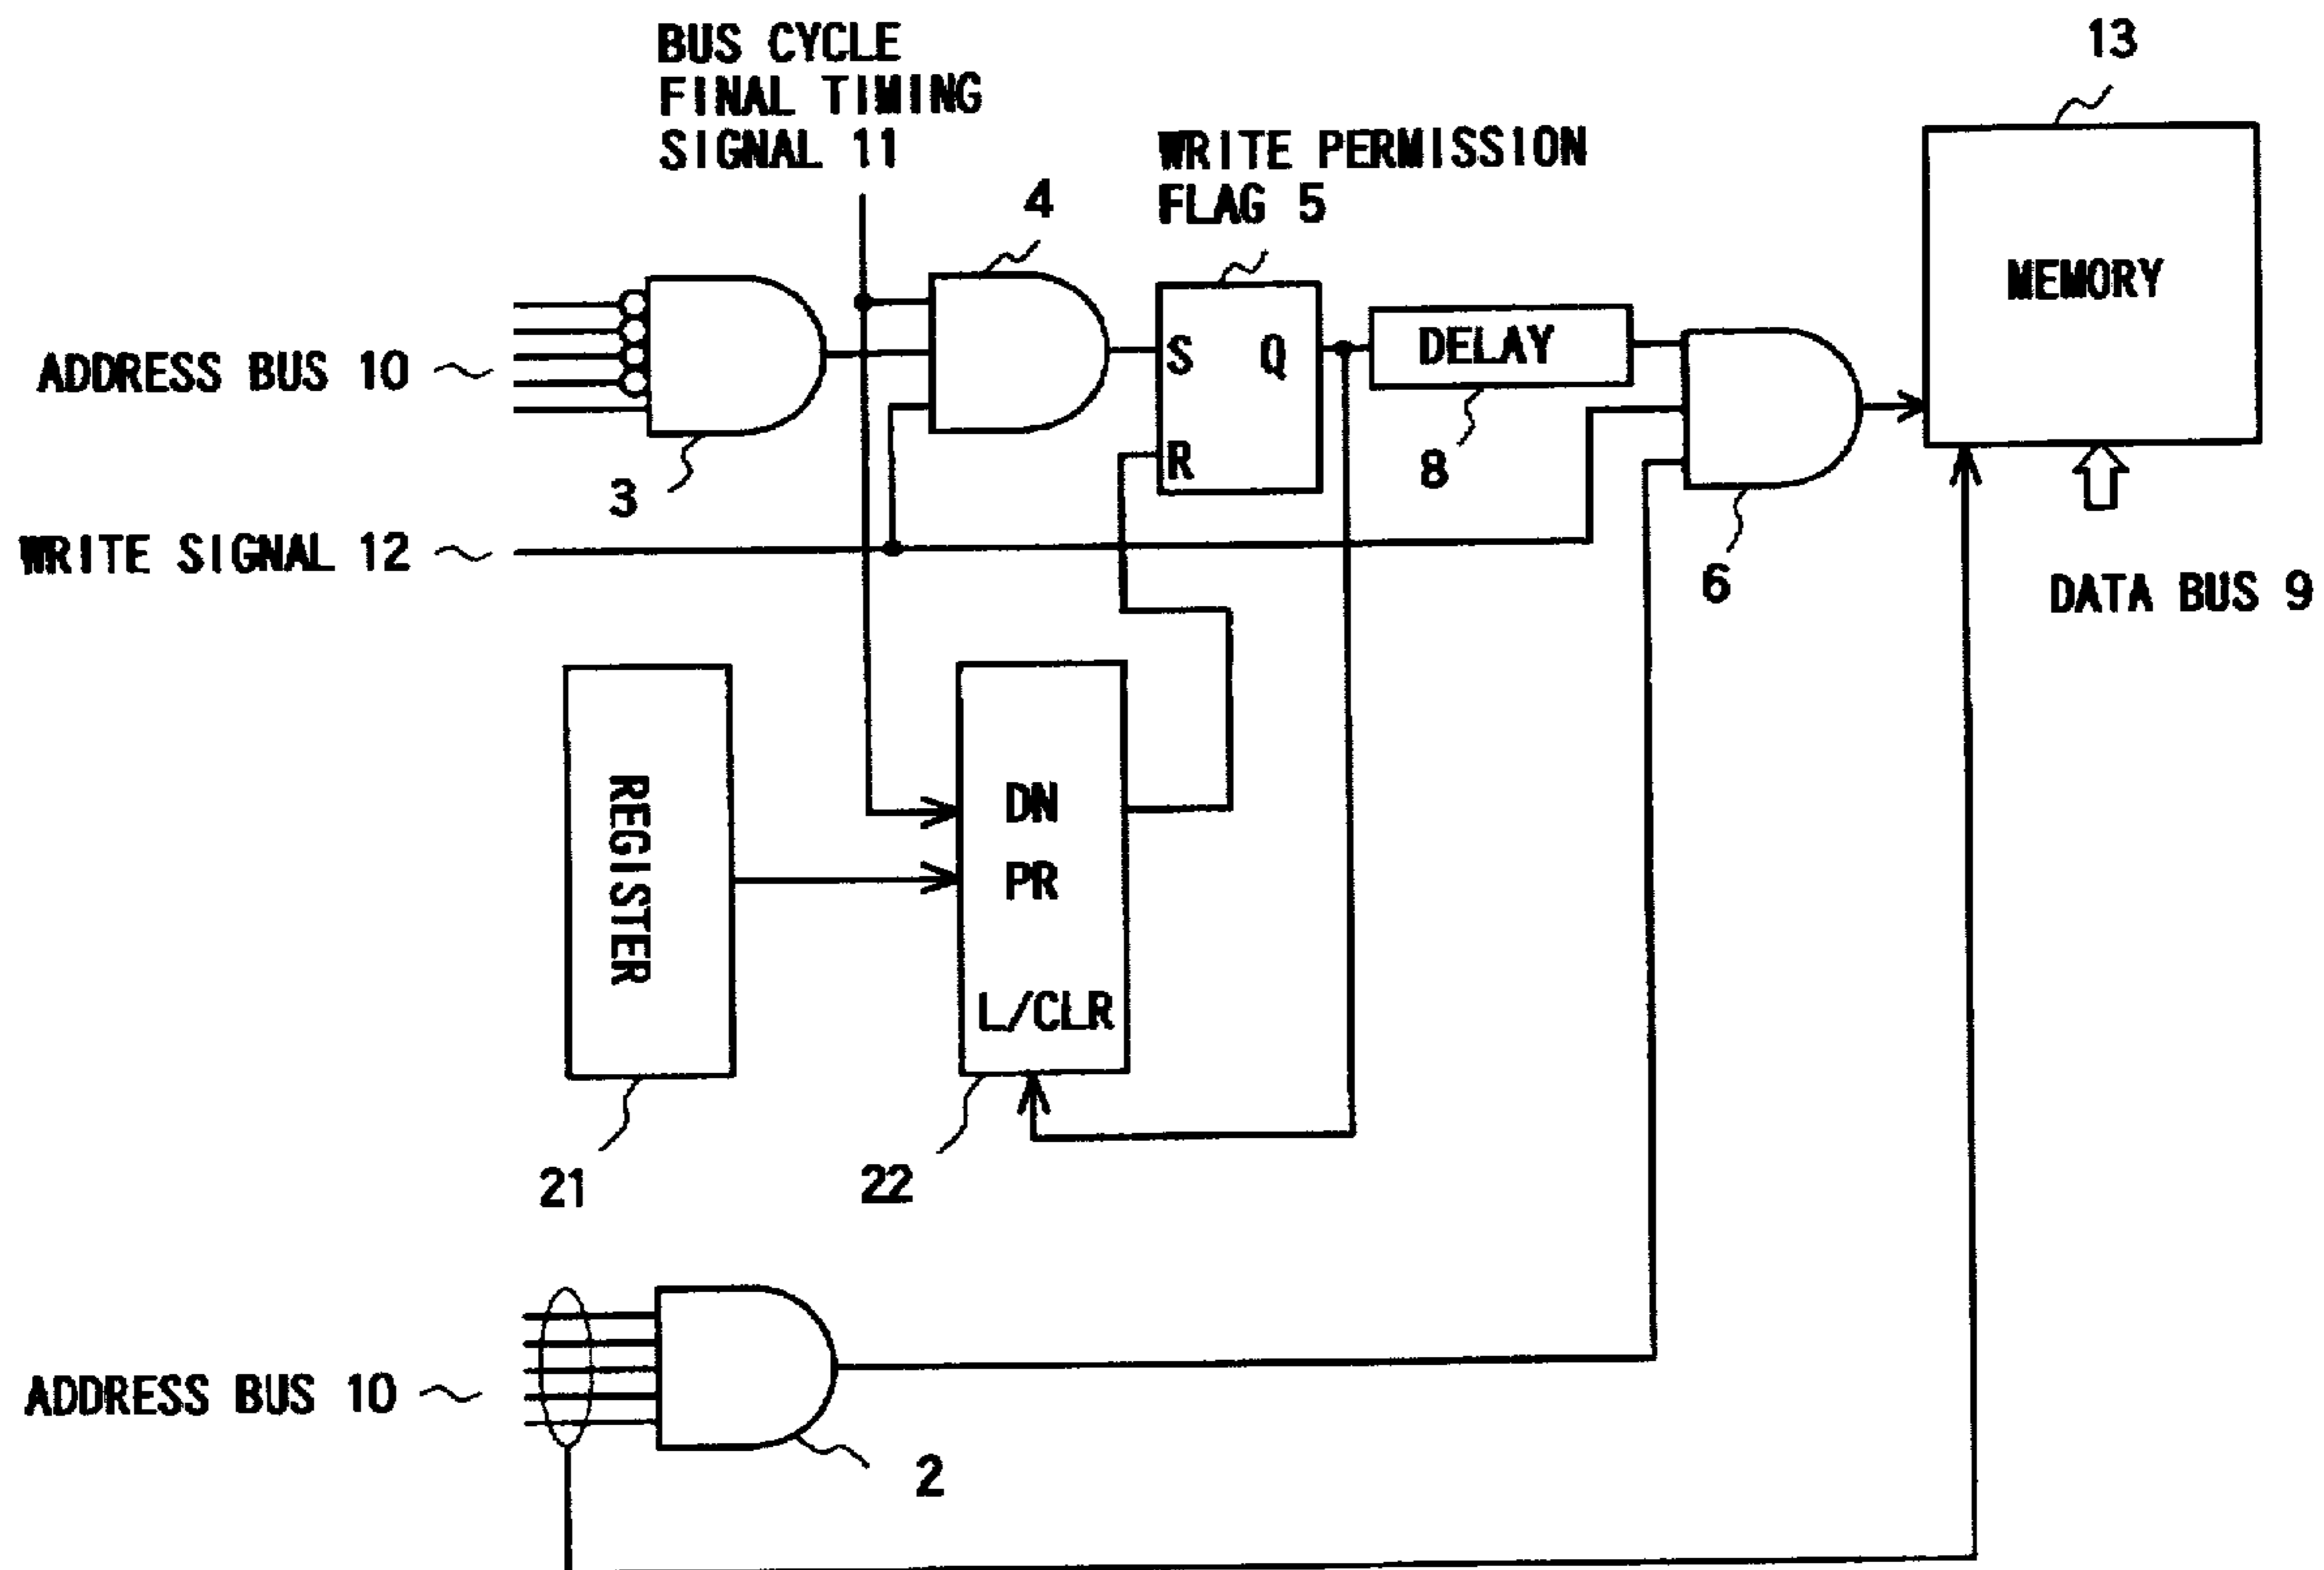 BUS CYCLE
FINAL TIMING
SIGNAL 11
13
WRITE PERMISSION
FLAG 5
4
MEMORY
ADDRESS BUS 10
S Q
DELAY
R
3
8
WRITE SIGNAL 12
6
DATA BUS 9
REGISTER
DN
PR
L/CLR
21
22
ADDRESS BUS 10
2